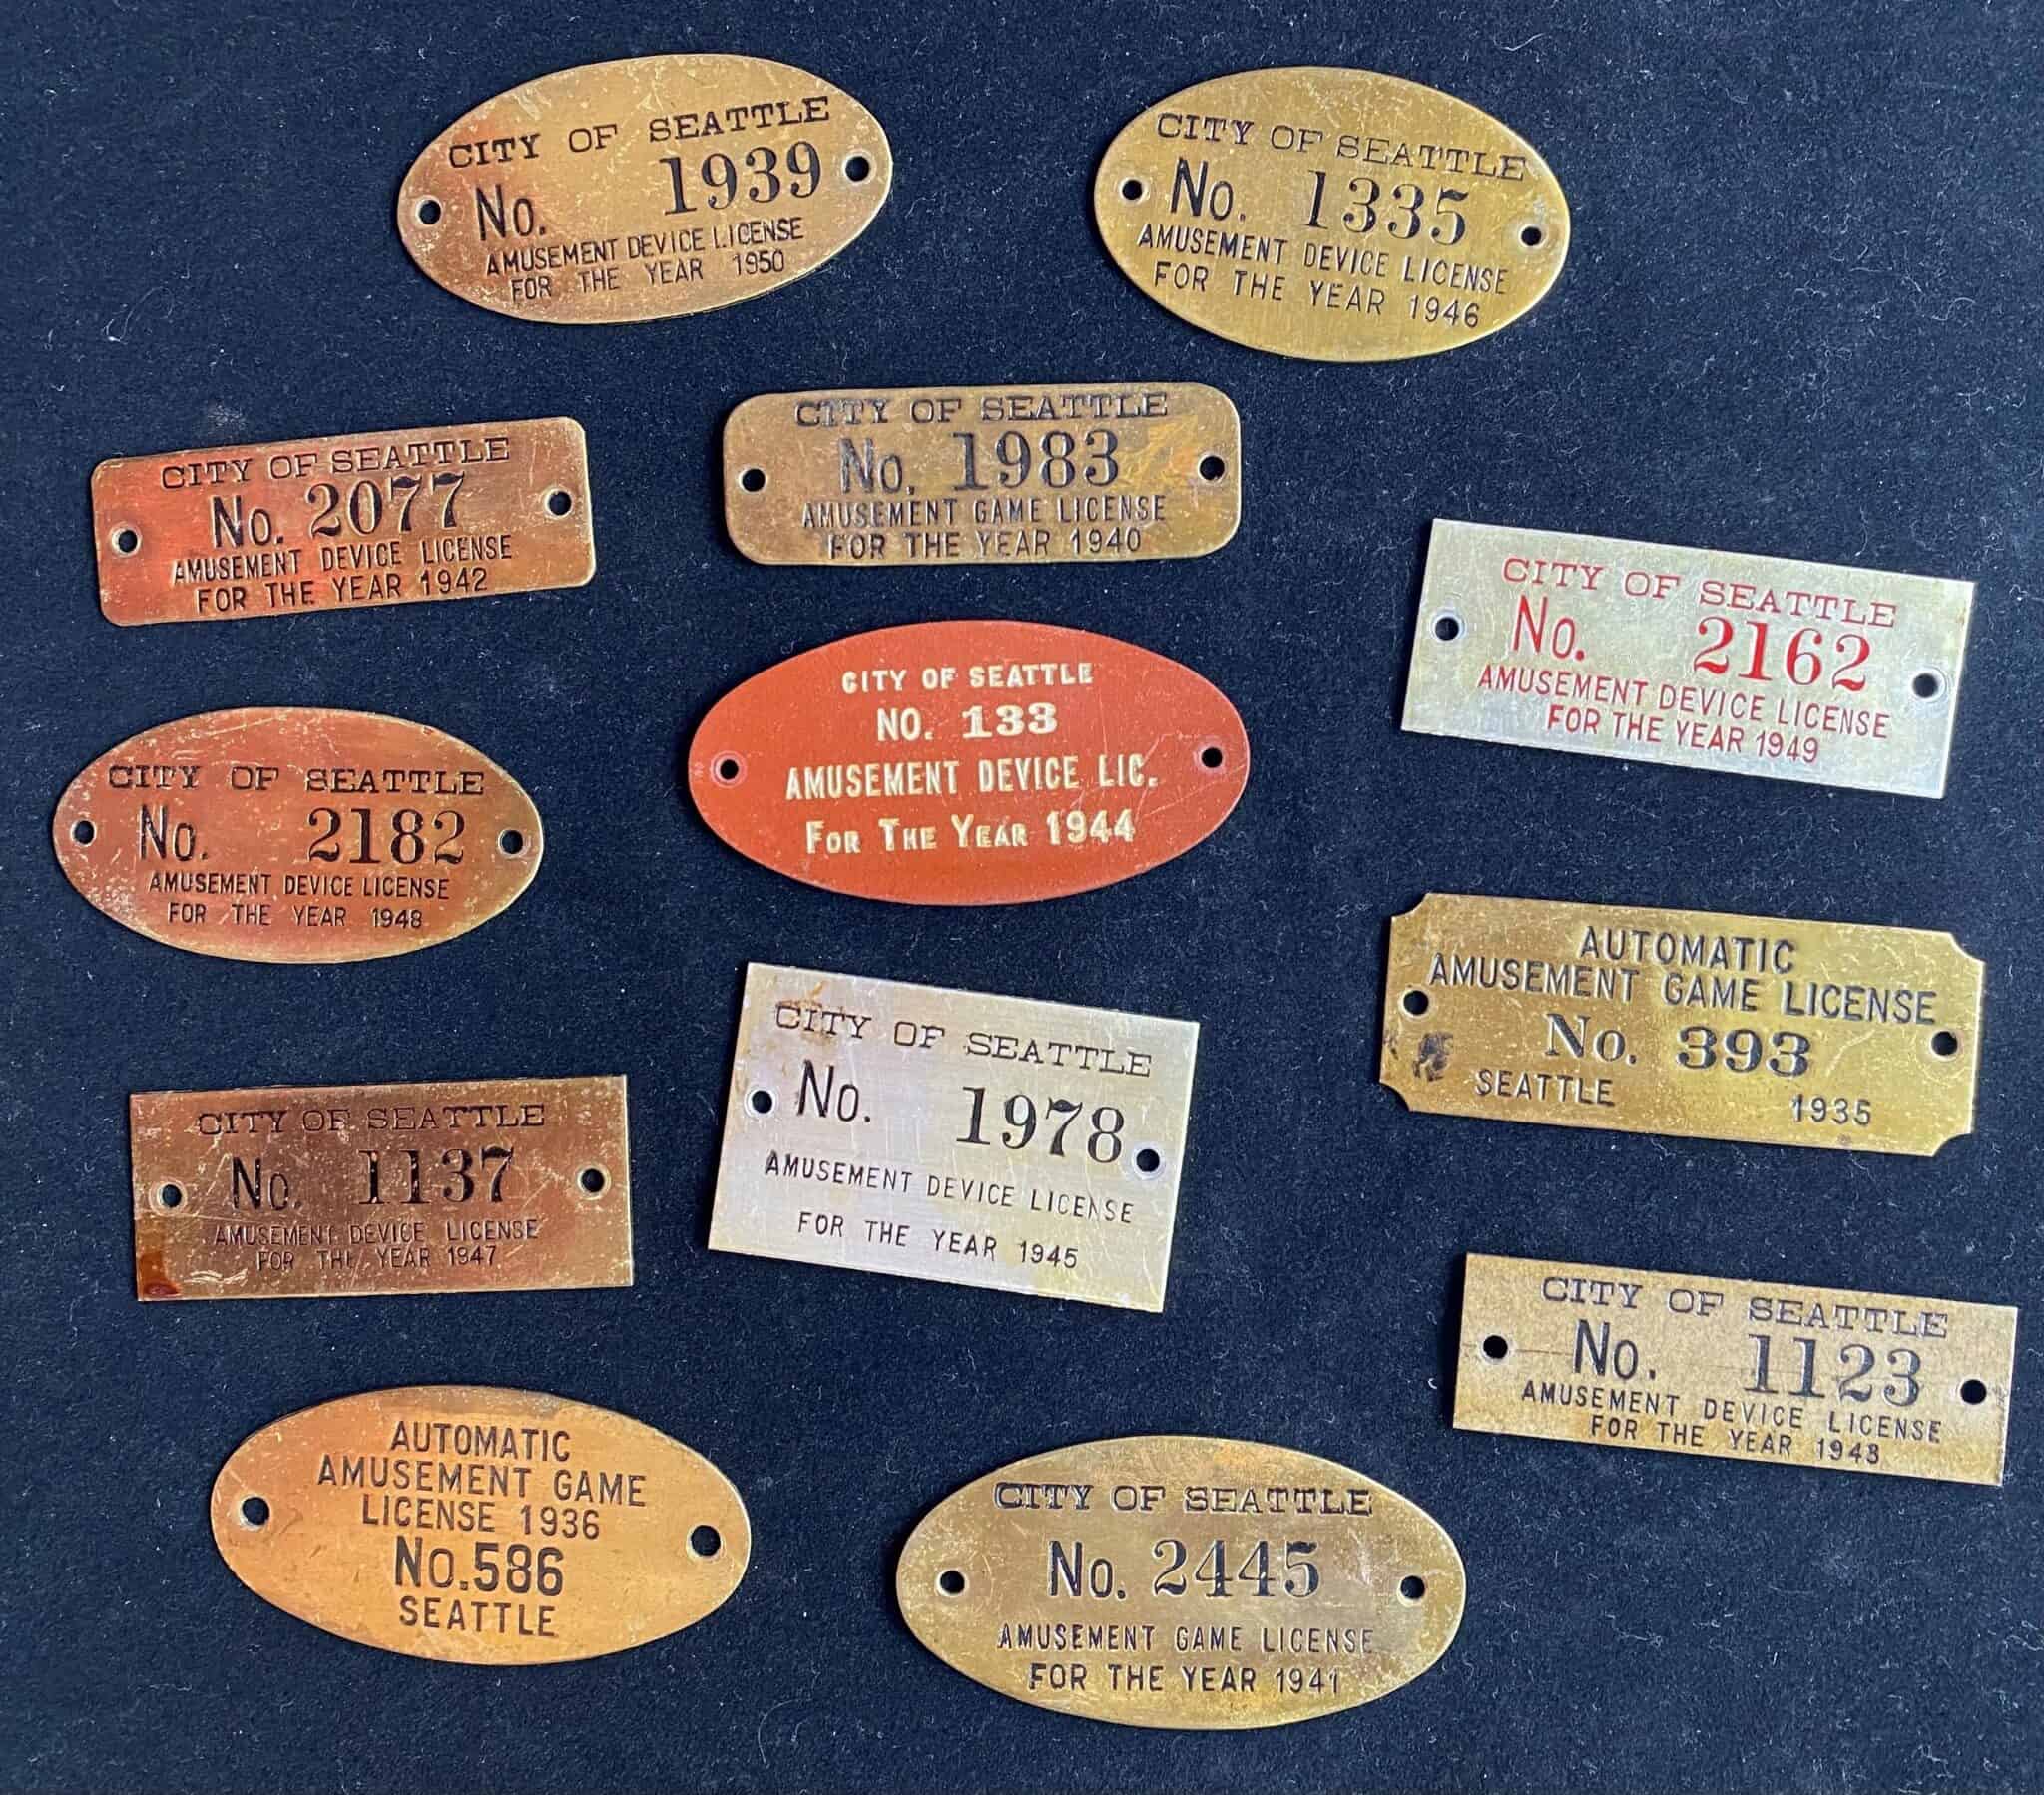 CITY OF SEATTLE
No. 1939
AMUSEMENT DEVICE LICENSE
FOR THE YEAR 1950
CITY OF SEATTLE
No. 1335
AMUSEMENT DEVICE LICENSE
FOR THE YEAR 1946
CITY OF SEATTLE
No. 2077
AMUSEMENT DEVICE LICENSE
FOR THE YEAR 1942
CITY OF SEATTLE
No. 1983
AMUSEMENT GAME LICENSE
FOR THE YEAR 1940
CITY OF SEATTLE
No. 2162
AMUSEMENT DEVICE LICENSE
FOR THE YEAR 1949
CITY OF SEATTLE
NO. 133
AMUSEMENT DEVICE LIC.
FOR THE YEAR 1944
CITY OF SEATTLE
No. 2182
AMUSEMENT DEVICE LICENSE
FOR THE YEAR 1948
AUTOMATIC
AMUSEMENT GAME LICENSE
No. 393
SEATTLE 1935
CITY OF SEATTLE
No. 1978
AMUSEMENT DEVICE LICENSE
FOR THE YEAR 1945
CITY OF SEATTLE
No. 1137
AMUSEMENT DEVICE LICENSE
FOR THE YEAR 1947
CITY OF SEATTLE
No. 1123
AMUSEMENT DEVICE LICENSE
FOR THE YEAR 1943
AUTOMATIC
AMUSEMENT GAME
LICENSE 1936
NO.586
SEATTLE
CITY OF SEATTLE
No. 2445
AMUSEMENT GAME LICENSE
FOR THE YEAR 1941